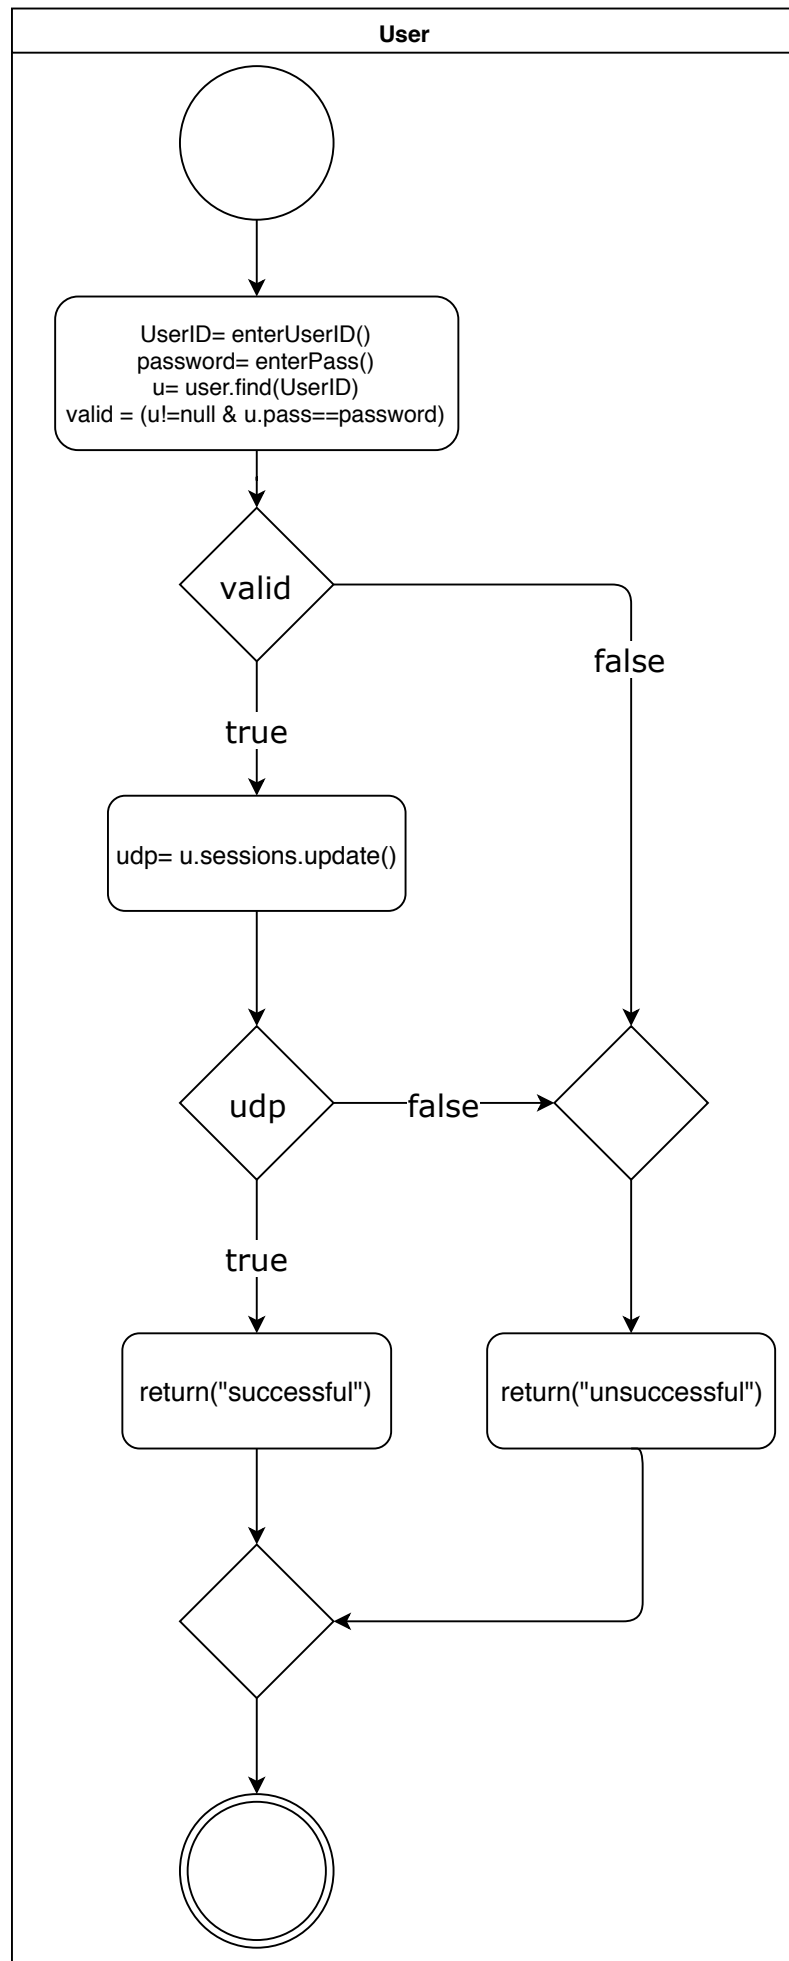 User
UserID= enterUserID()
password= enterPass()
u= user.find(UserID)
valid = (u!=null & u.pass==password)
valid
false
true
udp= u.sessions.update()
udp
false
true
return("successful")
return("unsuccessful")